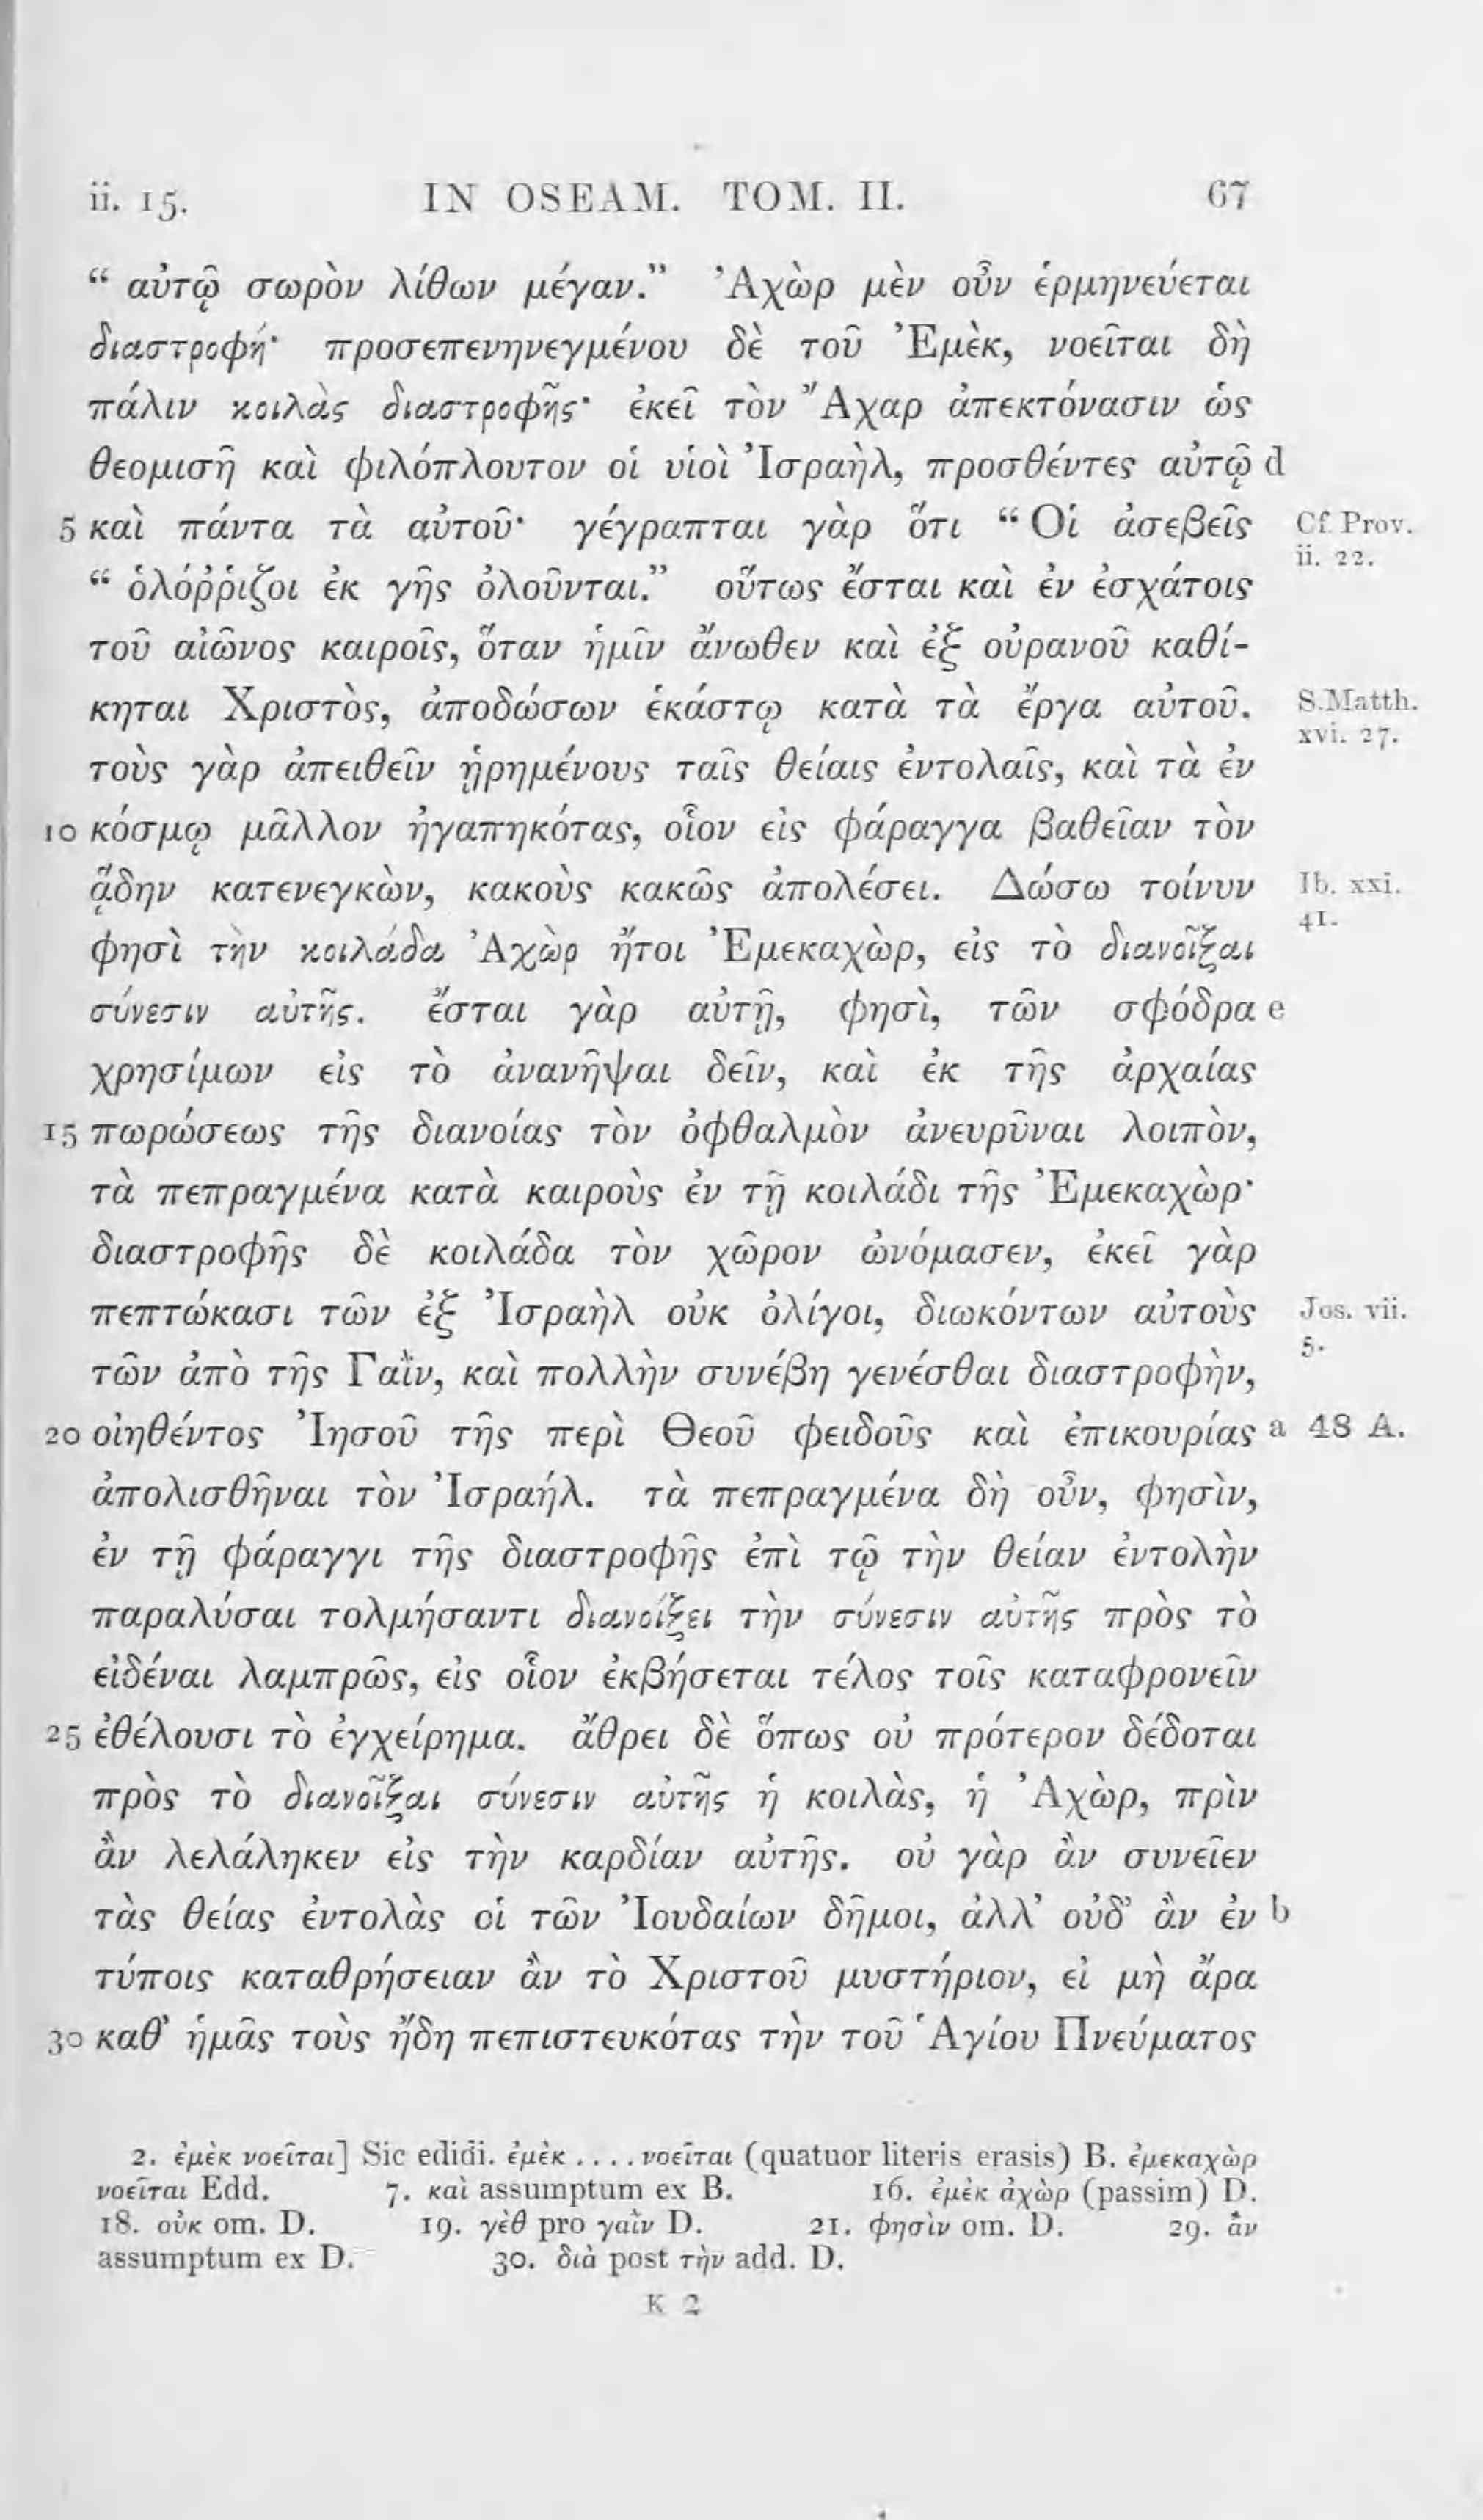 ii. 15. IN OSEAM. TOM. II. 67
“ αὐτῷ σωρὸν λίθων μέγαν.” Ἀχὼρ μὲν οὖν ἑρμηνεύεται
διαστροφή· προσεπενηνεγμένου δὲ τοῦ Ἐμὲκ, νοεῖται δὴ
πάλιν κοιλὰς διαστροφῆς· ἐκεῖ τὸν Ἄχαρ ἀπεκτόνασιν ὡς
θεομισῆ καὶ φιλόπλουτον οἱ υἱοὶ Ἰσραὴλ, προσθέντες αὐτῷ d
5 καὶ πάντα τὰ αὐτοῦ· γέγραπται γὰρ ὅτι “ Οἱ ἀσεβεῖς Cf. Prov.
ii. 22.
“ ὁλόῤῥιζοι ἐκ γῆς ὀλοῦνται.” οὕτως ἔσται καὶ ἐν ἐσχάτοις
τοῦ αἰῶνος καιροῖς, ὅταν ἡμῖν ἄνωθεν καὶ ἐξ οὐρανοῦ καθί-
κηται Χριστὸς, ἀποδώσων ἑκάστῳ κατὰ τὰ ἔργα αὐτοῦ. S.Matth.
xvi. 27.
τοὺς γὰρ ἀπειθεῖν ᾑρημένους ταῖς θείαις ἐντολαῖς, καὶ τὰ ἐν
10 κόσμῳ μᾶλλον ἠγαπηκότας, οἷον εἰς φάραγγα βαθεῖαν τὸν
ᾅδην κατενεγκὼν, κακοὺς κακῶς ἀπολέσει. Δώσω τοίνυν Ib. xxi.
41.
φησὶ τὴν κοιλάδα Ἀχὼρ ἤτοι Ἐμεκαχὼρ, εἰς τὸ διανοῖξαι
σύνεσιν αὐτῆς. ἔσται γὰρ αὐτῇ, φησὶ, τῶν σφόδρα e
χρησίμων εἰς τὸ ἀνανῆψαι δεῖν, καὶ ἐκ τῆς ἀρχαίας
15 πωρώσεως τῆς διανοίας τὸν ὀφθαλμὸν ἀνευρῦναι λοιπὸν,
τὰ πεπραγμένα κατὰ καιροὺς ἐν τῇ κοιλάδι τῆς Ἐμεκαχὼρ·
διαστροφῆς δὲ κοιλάδα τὸν χῶρον ὠνόμασεν, ἐκεῖ γὰρ
πεπτώκασι τῶν ἐξ Ἰσραὴλ οὐκ ὀλίγοι, διωκόντων αὐτοὺς Jos. vii.
5.
τῶν ἀπὸ τῆς Γαῒν, καὶ πολλὴν συνέβη γενέσθαι διαστροφὴν,
20 οἰηθέντος Ἰησοῦ τῆς περὶ Θεοῦ φειδοῦς καὶ ἐπικουρίας a 48 A.
ἀπολισθῆναι τὸν Ἰσραήλ. τὰ πεπραγμένα δὴ οὖν, φησὶν,
ἐν τῇ φάραγγι τῆς διαστροφῆς ἐπὶ τῷ τὴν θείαν ἐντολὴν
παραλύσαι τολμήσαντι διανοίξει τὴν σύνεσιν αὐτῆς πρὸς τὸ
εἰδέναι λαμπρῶς, εἰς οἷον ἐκβήσεται τέλος τοῖς καταφρονεῖν
25 ἐθέλουσι τὸ ἐγχείρημα. ἄθρει δὲ ὅπως οὐ πρότερον δέδοται
πρὸς τὸ διανοῖξαι σύνεσιν αὐτῆς ἡ κοιλὰς, ἡ Ἀχὼρ, πρὶν
ἂν λελάληκεν εἰς τὴν καρδίαν αὐτῆς. οὐ γὰρ ἂν συνεῖεν
τὰς θείας ἐντολὰς οἱ τῶν Ἰουδαίων δῆμοι, ἀλλ’ οὐδ’ ἂν ἐν b
τύποις καταθρήσειαν ἂν τὸ Χριστοῦ μυστήριον, εἰ μὴ ἄρα
30 καθ’ ἡμᾶς τοὺς ἤδη πεπιστευκότας τὴν τοῦ Ἁγίου Πνεύματος
2. ἐμὲκ νοεῖται] Sic edidi. ἐμὲκ .... νοεῖται (quatuor literis erasis) B. ἐμεκαχὼρ
νοεῖται Edd. 7. καὶ assumptum ex B. 16. ἐμὲκ ἀχὼρ (passim) D.
18. οὐκ om. D. 19. γὲθ pro γαῒν D. 21. φησὶν om. D. 29. ἂν
assumptum ex D. 30. διὰ post τὴν add. D.
K 2